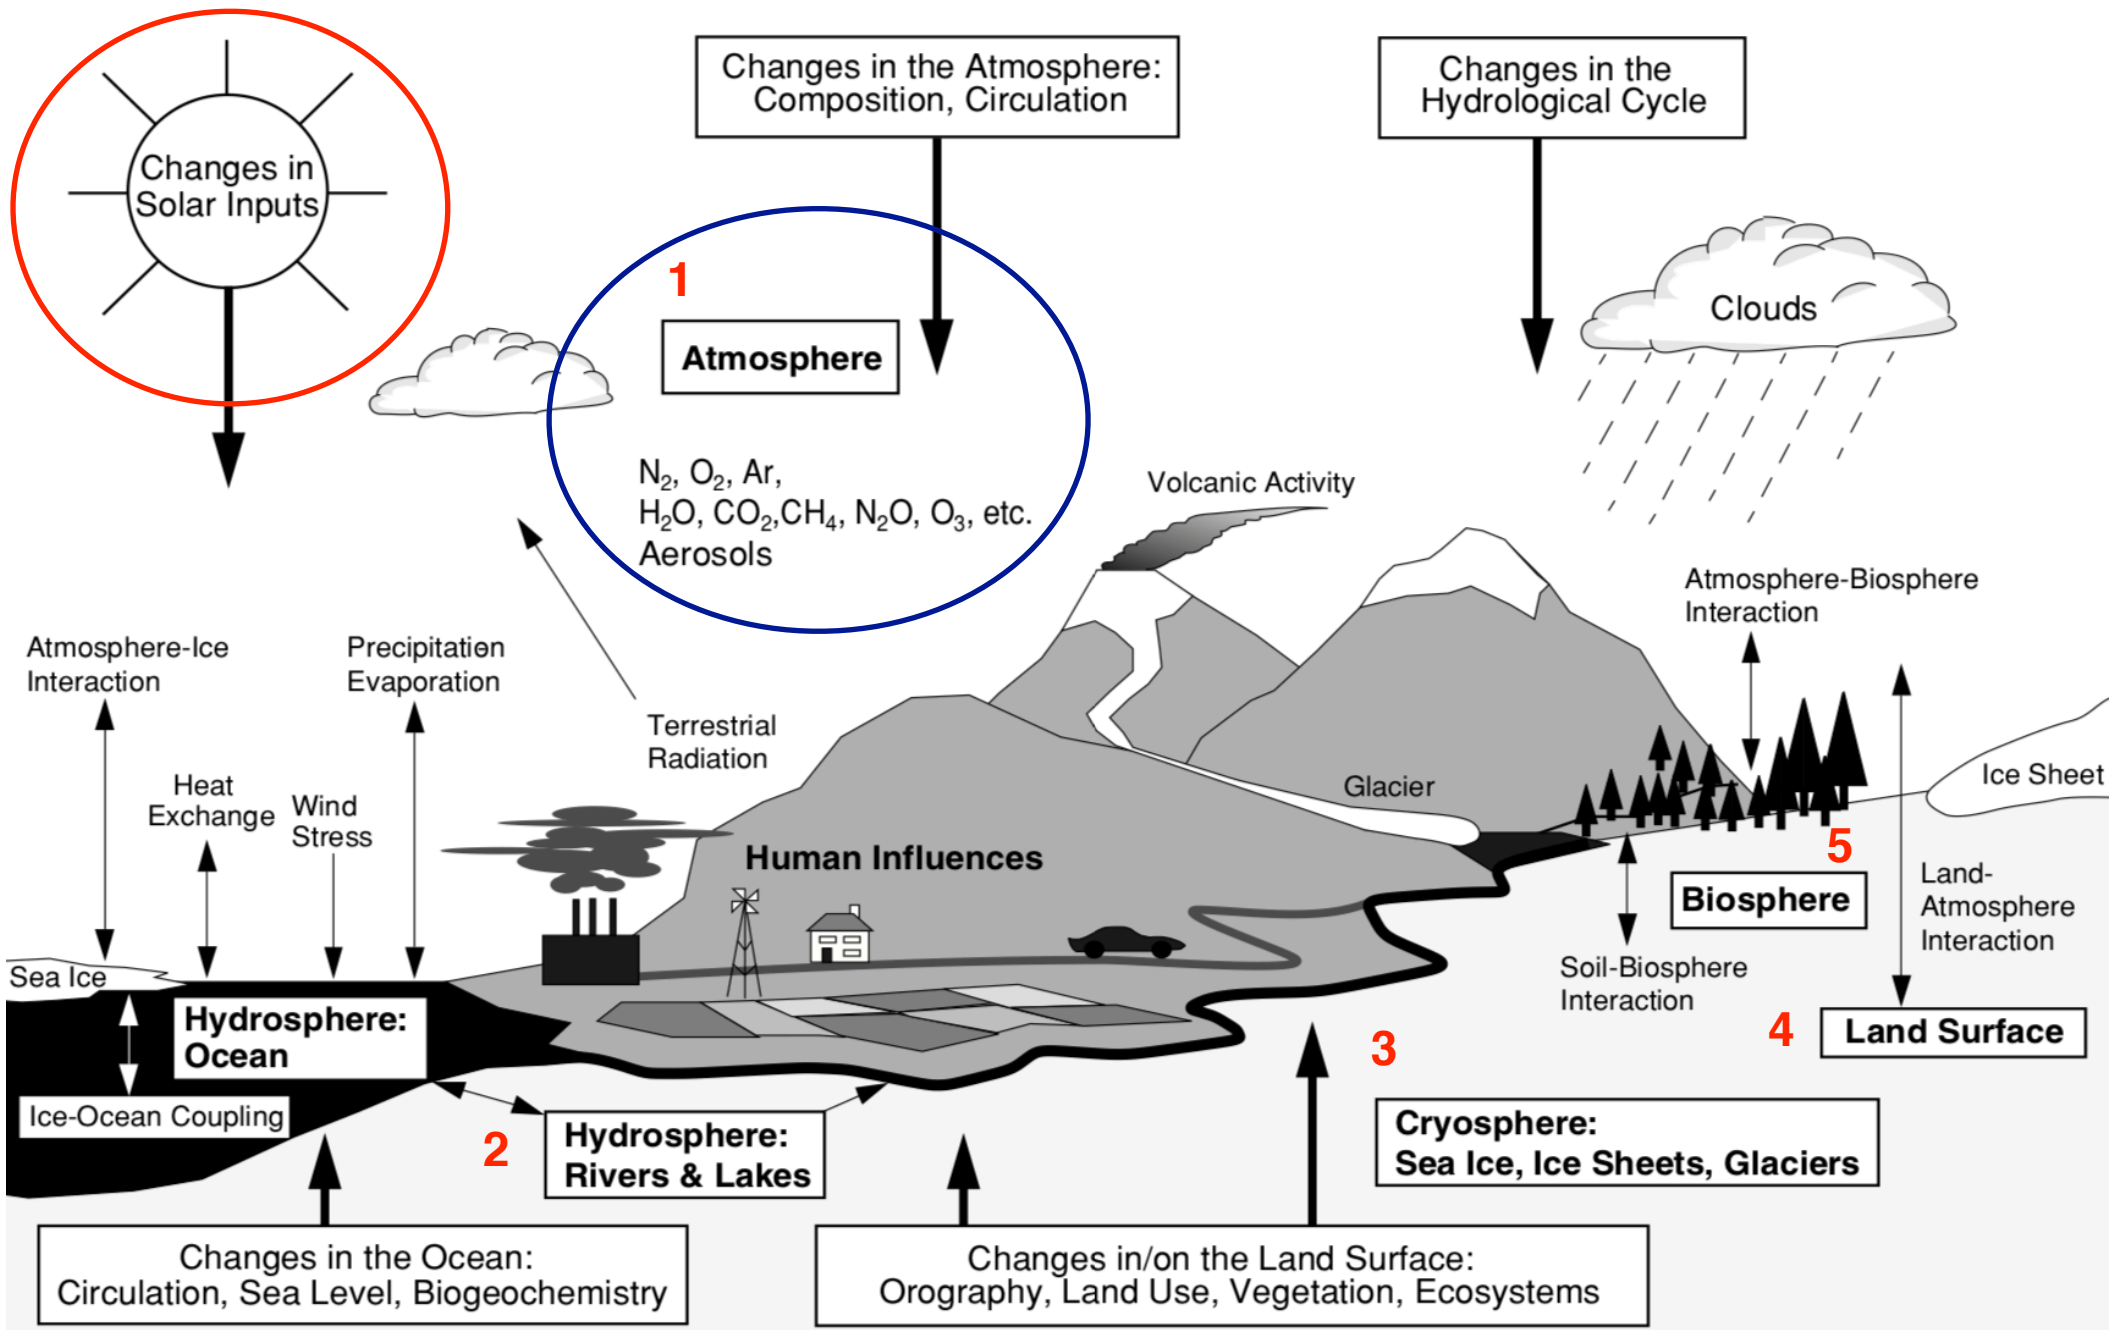 Changes in
Solar Inputs
Changes in the Atmosphere:
Composition, Circulation
Changes in the
Hydrological Cycle
1
Atmosphere
Clouds
N₂, O₂, Ar,
H₂O, CO₂,CH₄, N₂O, O₃, etc.
Aerosols
Volcanic Activity
Atmosphere-Biosphere
Interaction
Atmosphere-Ice
Interaction
Precipitation
Evaporation
Terrestrial
Radiation
Heat
Exchange
Wind
Stress
Glacier
Ice Sheet
Human Influences
5
Biosphere
Land-
Atmosphere
Interaction
Soil-Biosphere
Interaction
Sea Ice
Hydrosphere:
Ocean
4
Land Surface
3
Ice-Ocean Coupling
2
Hydrosphere:
Rivers & Lakes
Cryosphere:
Sea Ice, Ice Sheets, Glaciers
Changes in the Ocean:
Circulation, Sea Level, Biogeochemistry
Changes in/on the Land Surface:
Orography, Land Use, Vegetation, Ecosystems